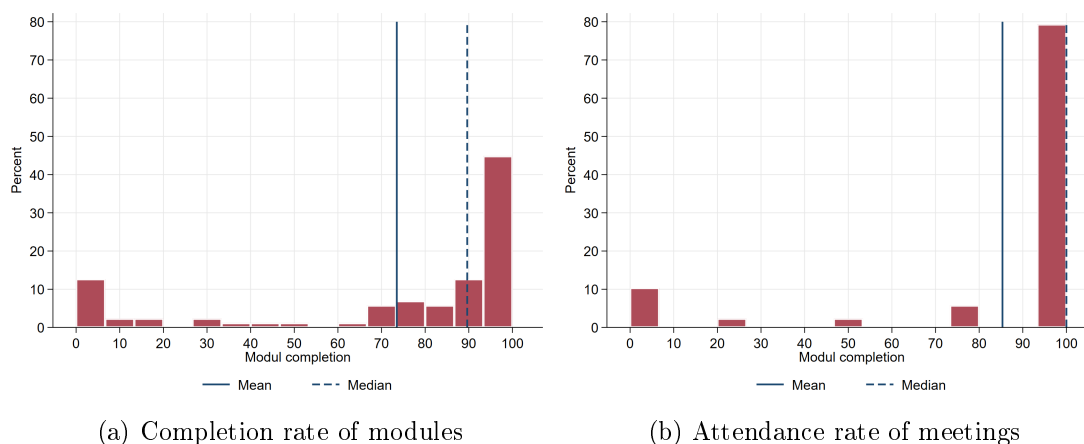 80
70
60
50
40
30
20
10
0
Percent
0 10 20 30 40 50 60 70 80 90 100
Modul completion
Mean Median
(a) Completion rate of modules
80
70
60
50
40
30
20
10
0
Percent
0 10 20 30 40 50 60 70 80 90 100
Modul completion
Mean Median
(b) Attendance rate of meetings